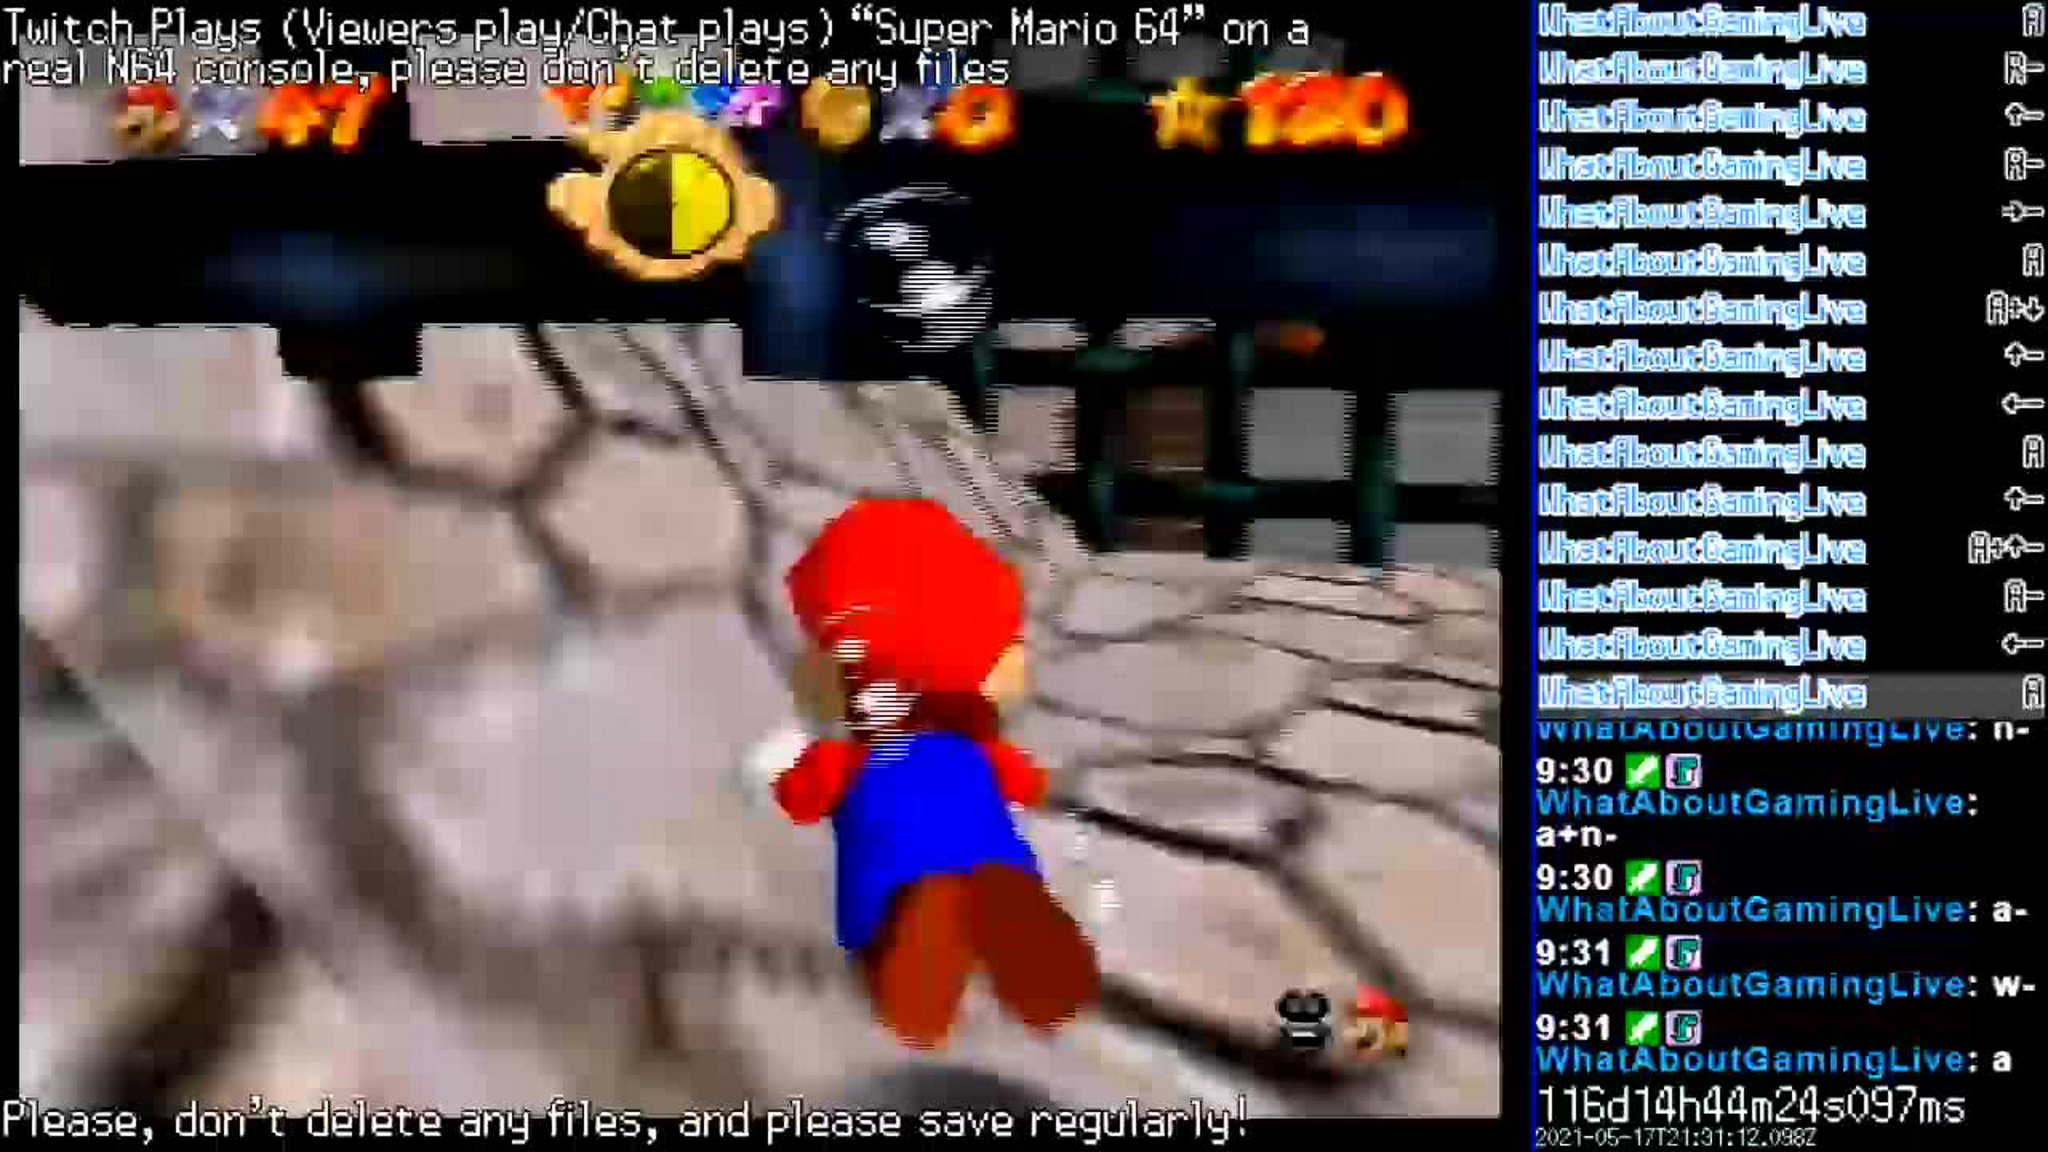 Twitch Plays (Viewers play/Chat plays) “Super Mario 64” on a
real N64 console, please don't delete any files
120
WhatAboutGamingLive A
WhatAboutGamingLive R-
WhatAboutGamingLive ↑-
WhatAboutGamingLive A-
WhatAboutGamingLive →-
WhatAboutGamingLive A
WhatAboutGamingLive A+↓
WhatAboutGamingLive ↑-
WhatAboutGamingLive ←-
WhatAboutGamingLive A
WhatAboutGamingLive ↑-
WhatAboutGamingLive A+↑-
WhatAboutGamingLive A-
WhatAboutGamingLive ←-
WhatAboutGamingLive A
WhatAboutGamingLive: n-
9:30
WhatAboutGamingLive:
a+n-
9:30
WhatAboutGamingLive: a-
9:31
WhatAboutGamingLive: w-
9:31
WhatAboutGamingLive: a
116d14h44m24s097ms
2021-05-17T21:31:12.098Z
Please, don't delete any files, and please save regularly!